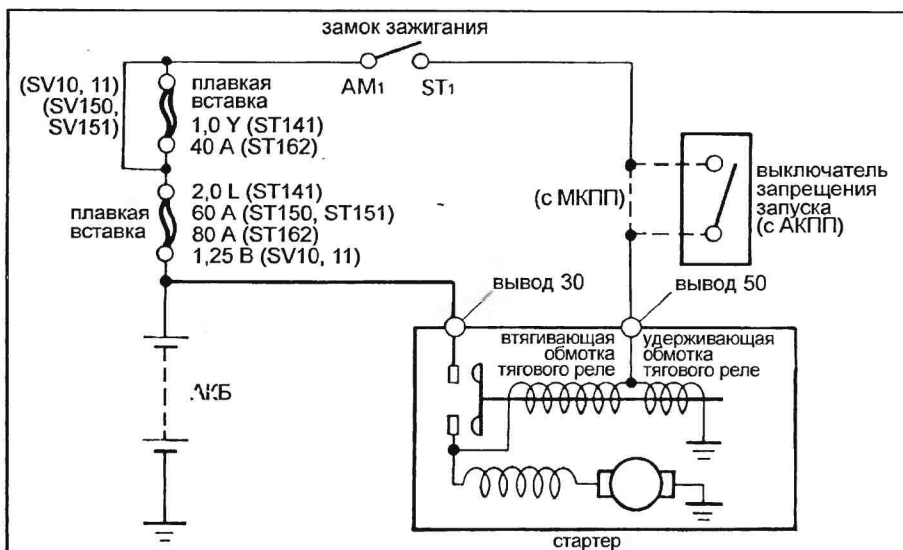 замок зажигания
АМ1
ST1
(SV10, 11)
(SV150,
SV151)
плавкая
вставка
1,0 Y (ST141)
40 А (ST162)
плавкая
вставка
2,0 L (ST141)
60 А (ST150, ST151)
80 А (ST162)
1,25 В (SV10, 11)
(с МКПП)
выключатель
запрещения
запуска
(с АКПП)
вывод 30
вывод 50
втягивающая
обмотка
тягового реле
удерживающая
обмотка
тягового реле
АКБ
стартер